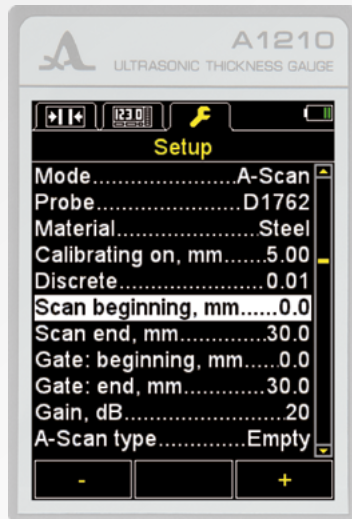 A1210
ULTRASONIC THICKNESS GAUGE
123.0
Setup
Mode.......................A-Scan
Probe.......................D1762
Material.......................Steel
Calibrating on, mm.......5.00
Discrete.......................0.01
Scan beginning, mm......0.0
Scan end, mm.............30.0
Gate: beginning, mm......0.0
Gate: end, mm.............30.0
Gain, dB..........................20
A-Scan type..............Empty
- +